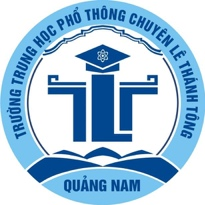 TRƯỜNG TRUNG HỌC PHỔ THÔNG CHUYÊN LÊ THÁNH TÔNG
QUẢNG NAM